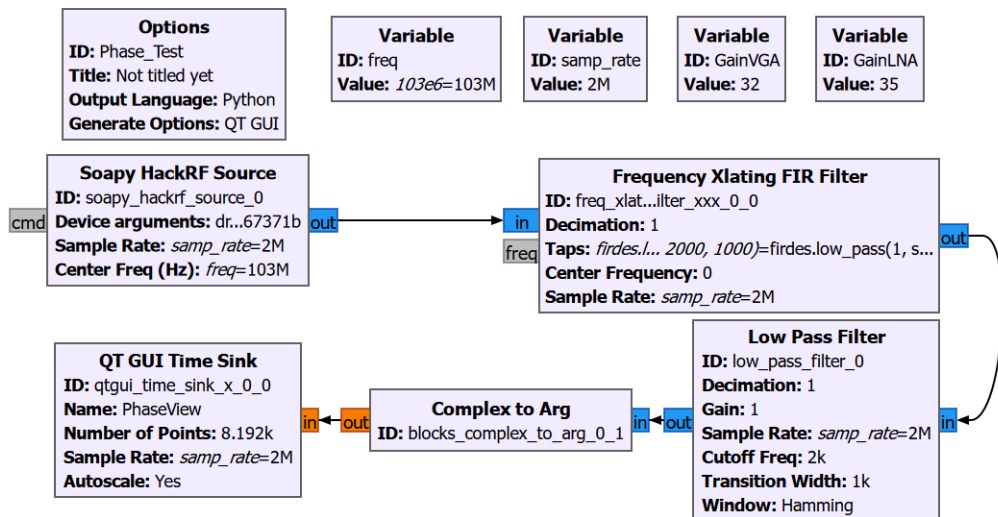 Options
ID: Phase_Test
Title: Not titled yet
Output Language: Python
Generate Options: QT GUI
Variable
ID: freq
Value: 103e6=103M
Variable
ID: samp_rate
Value: 2M
Variable
ID: GainVGA
Value: 32
Variable
ID: GainLNA
Value: 35
Soapy HackRF Source
ID: soapy_hackrf_source_0
Device arguments: dr...67371b
Sample Rate: samp_rate=2M
Center Freq (Hz): freq=103M
cmd
out
Frequency Xlating FIR Filter
ID: freq_xlat...ilter_xxx_0_0
Decimation: 1
Taps: firdes.l... 2000, 1000)=firdes.low_pass(1, s...
Center Frequency: 0
Sample Rate: samp_rate=2M
in
freq
out
QT GUI Time Sink
ID: qtgui_time_sink_x_0_0
Name: PhaseView
Number of Points: 8.192k
Sample Rate: samp_rate=2M
Autoscale: Yes
in
out
Complex to Arg
ID: blocks_complex_to_arg_0_1
in
out
Low Pass Filter
ID: low_pass_filter_0
Decimation: 1
Gain: 1
Sample Rate: samp_rate=2M
Cutoff Freq: 2k
Transition Width: 1k
Window: Hamming
in